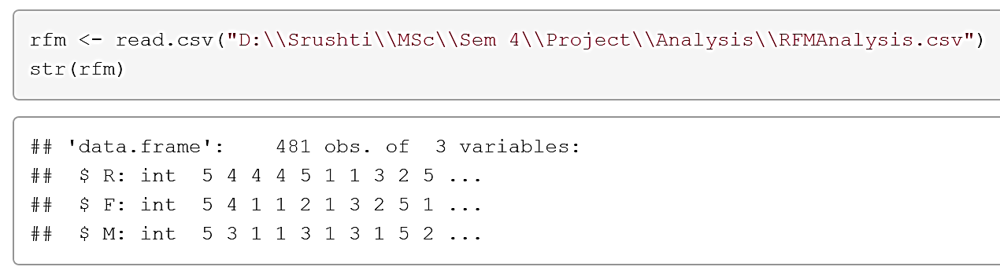 rfm <- read.csv("D:\\Srushti\\MSc\\Sem 4\\Project\\Analysis\\RFMAnalysis.csv")
str(rfm)
## 'data.frame':    481 obs. of  3 variables:
##  $ R: int  5 4 4 4 5 1 1 3 2 5 ...
##  $ F: int  5 4 1 1 2 1 3 2 5 1 ...
##  $ M: int  5 3 1 1 3 1 3 1 5 2 ...